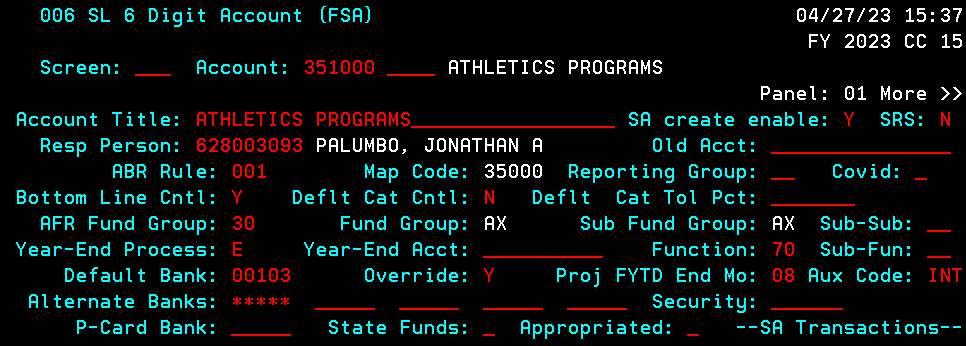 006 SL 6 Digit Account (FSA) 04/27/23 15:37
FY 2023 CC 15
Screen: ___ Account: 351000 ____ ATHLETICS PROGRAMS
Panel: 01 More >>
Account Title: ATHLETICS PROGRAMS_________________ SA create enable: Y SRS: N
Resp Person: 628003093 PALUMBO, JONATHAN A Old Acct: _______________
ABR Rule: 001 Map Code: 35000 Reporting Group: __ Covid: _
Bottom Line Cntl: Y Deflt Cat Cntl: N Deflt Cat Tol Pct: _______
AFR Fund Group: 30 Fund Group: AX Sub Fund Group: AX Sub-Sub: __
Year-End Process: E Year-End Acct: __________ Function: 70 Sub-Fun: __
Default Bank: 00103 Override: Y Proj FYTD End Mo: 08 Aux Code: INT
Alternate Banks: ***** _____ _____ _____ _____ Security: ______
P-Card Bank: _____ State Funds: _ Appropriated: _ --SA Transactions--